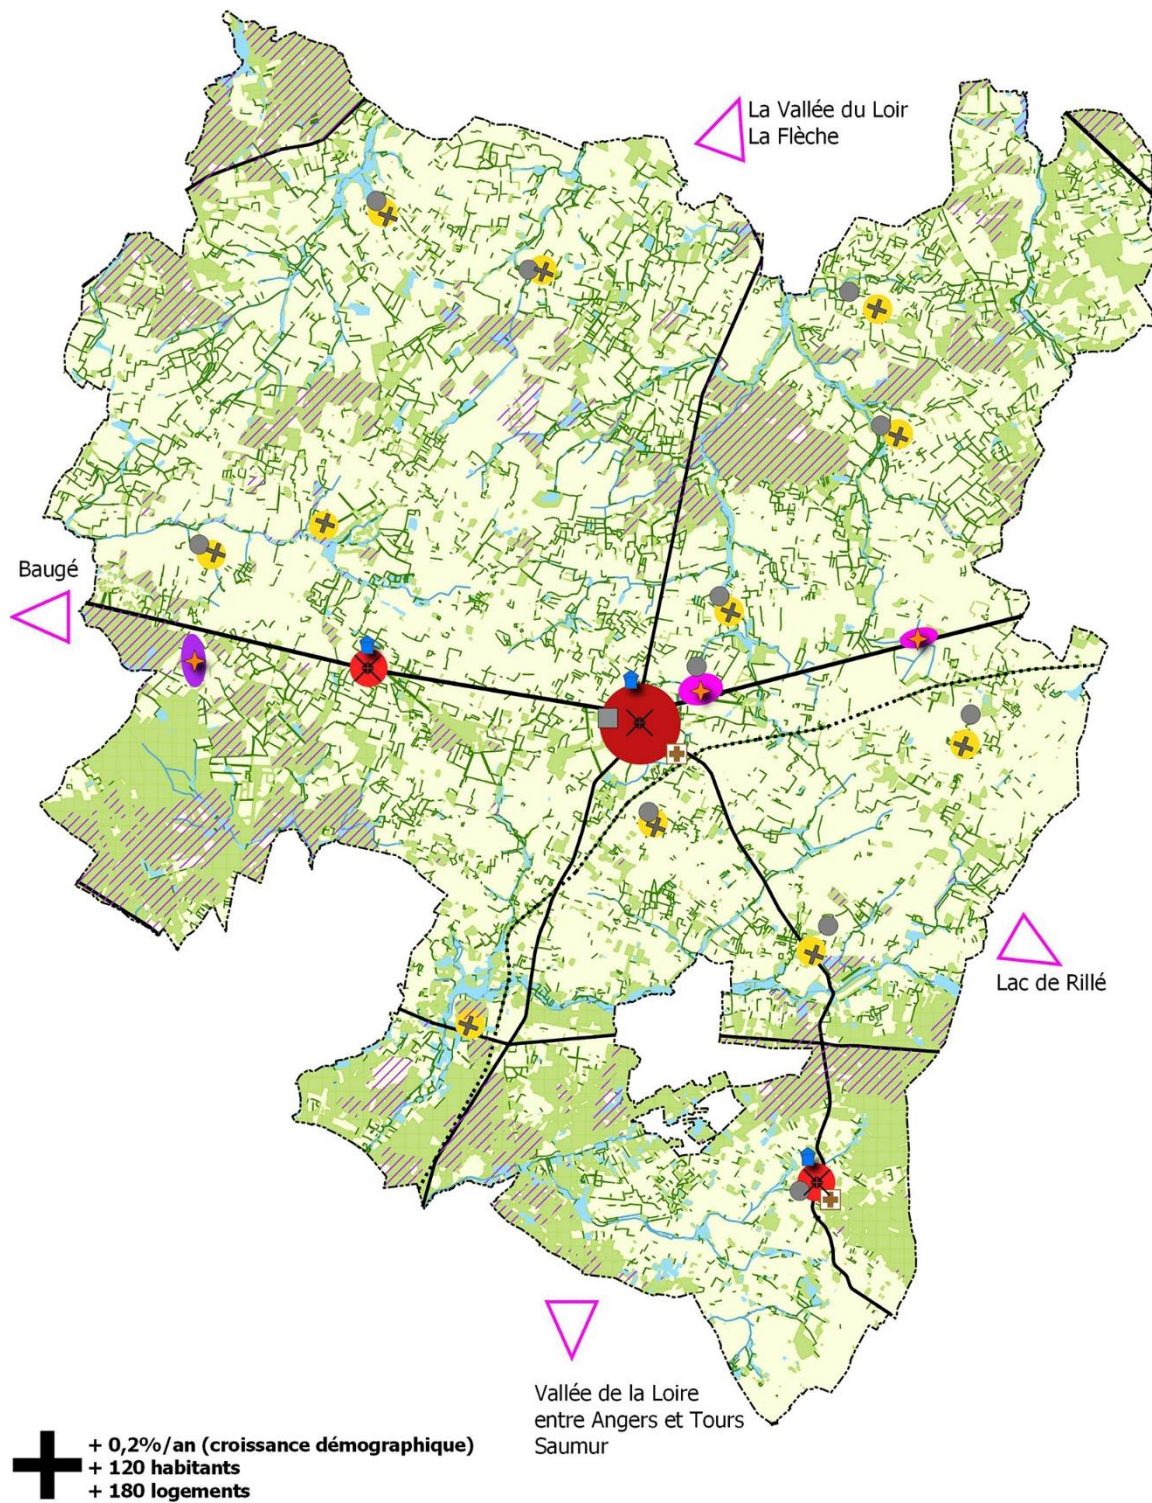 La Vallée du Loir
La Flèche
Baugé
Lac de Rillé
Vallée de la Loire
entre Angers et Tours
Saumur
+ 0,2%/an (croissance démographique)
+ 120 habitants
+ 180 logements